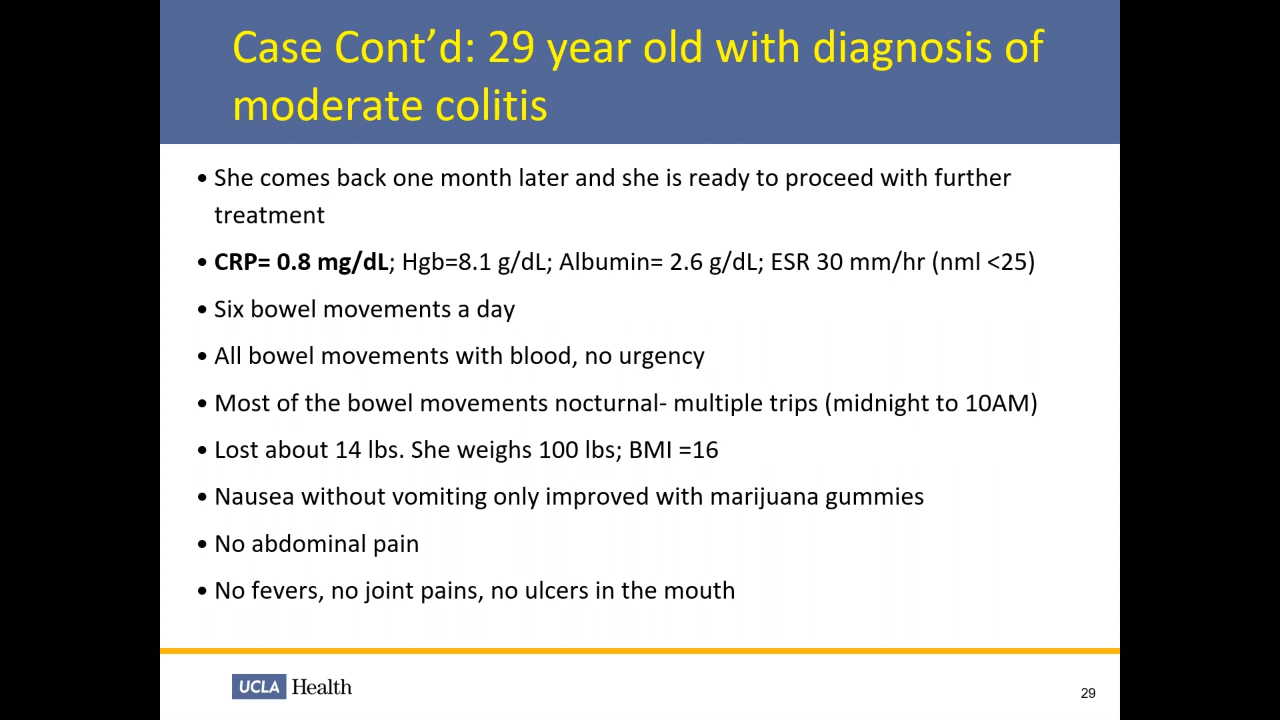 Case Cont’d: 29 year old with diagnosis of
moderate colitis
• She comes back one month later and she is ready to proceed with further
treatment
• CRP= 0.8 mg/dL; Hgb=8.1 g/dL; Albumin= 2.6 g/dL; ESR 30 mm/hr (nml <25)
• Six bowel movements a day
• All bowel movements with blood, no urgency
• Most of the bowel movements nocturnal- multiple trips (midnight to 10AM)
• Lost about 14 lbs. She weighs 100 lbs; BMI =16
• Nausea without vomiting only improved with marijuana gummies
• No abdominal pain
• No fevers, no joint pains, no ulcers in the mouth
UCLA Health
29